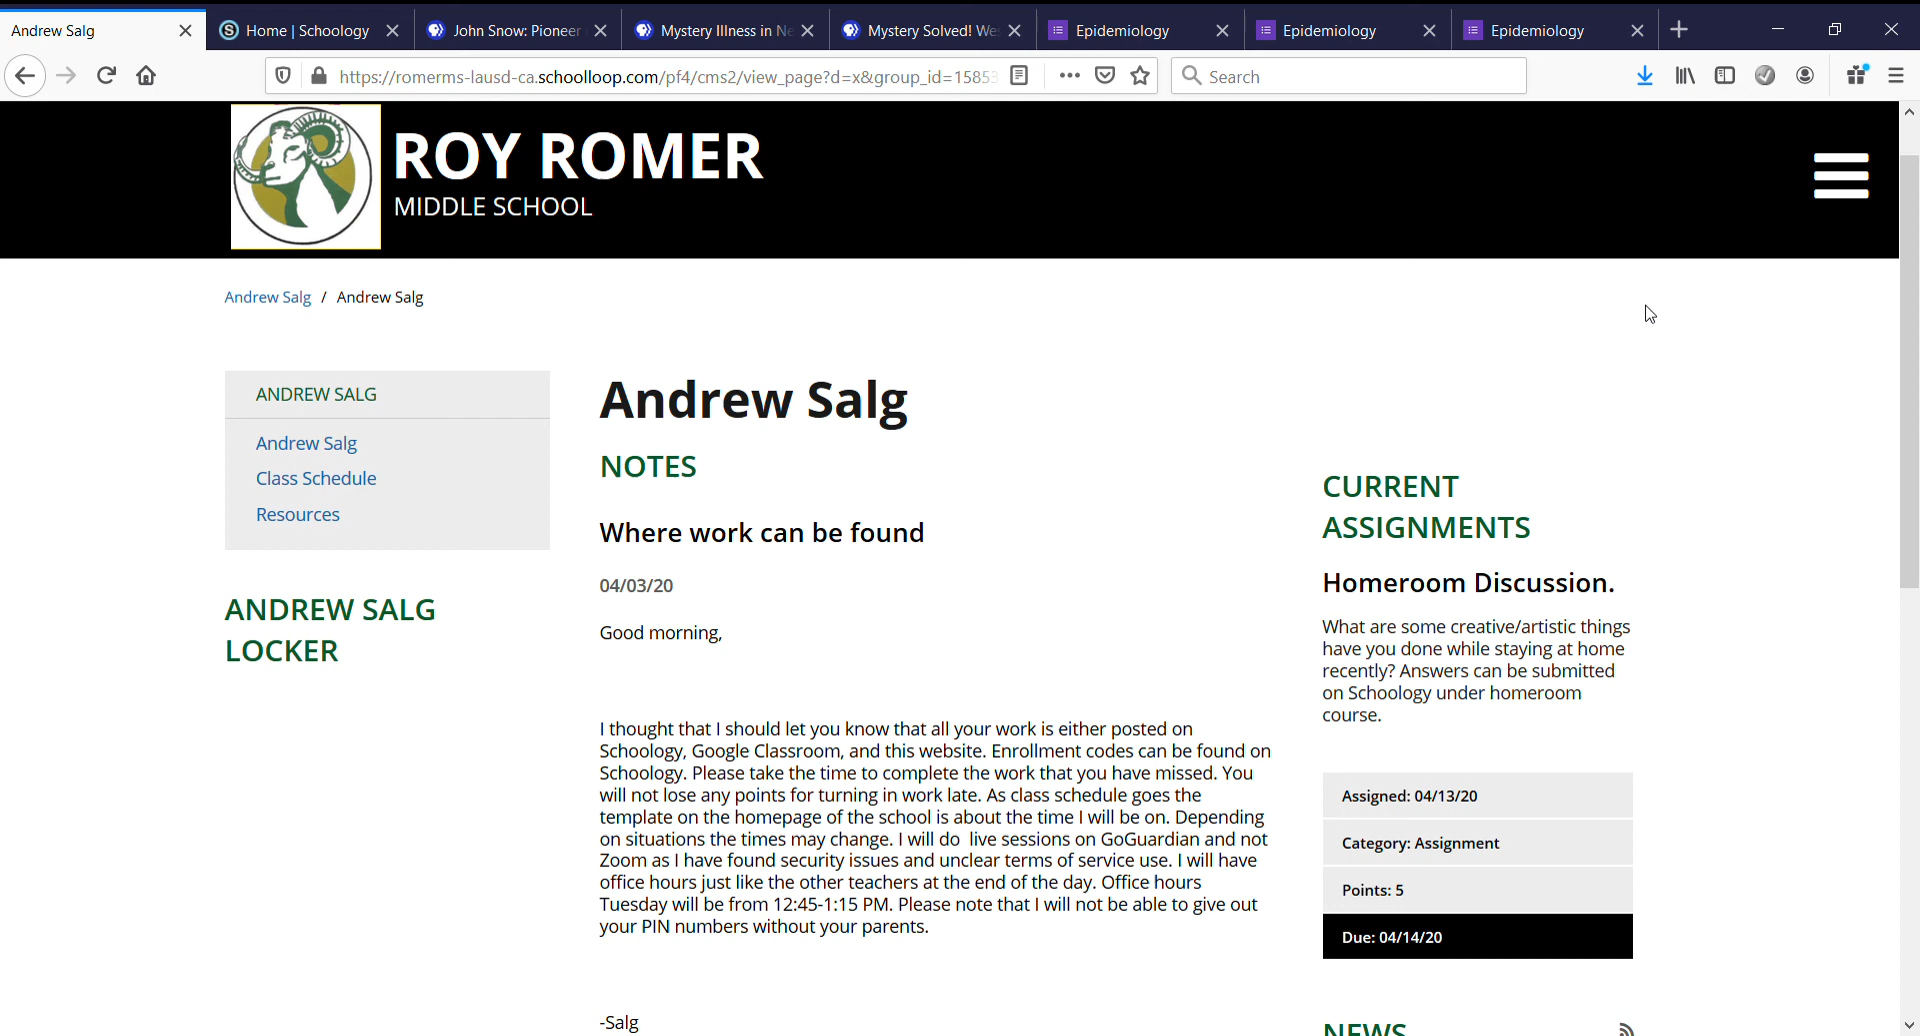 Andrew Salg
Home | Schoology
John Snow: Pioneer
Mystery Illness in Ne
Mystery Solved! Wes
Epidemiology
Epidemiology
Epidemiology
https://romerms-lausd-ca.schoolloop.com/pf4/cms2/view_page?d=x&group_id=15853
Search
ROY ROMER
MIDDLE SCHOOL
Andrew Salg / Andrew Salg
ANDREW SALG
Andrew Salg
Class Schedule
Resources
ANDREW SALG
LOCKER
Andrew Salg
NOTES
Where work can be found
04/03/20
Good morning,
I thought that I should let you know that all your work is either posted on
Schoology, Google Classroom, and this website. Enrollment codes can be found on
Schoology. Please take the time to complete the work that you have missed. You
will not lose any points for turning in work late. As class schedule goes the
template on the homepage of the school is about the time I will be on. Depending
on situations the times may change. I will do  live sessions on GoGuardian and not
Zoom as I have found security issues and unclear terms of service use. I will have
office hours just like the other teachers at the end of the day. Office hours
Tuesday will be from 12:45-1:15 PM. Please note that I will not be able to give out
your PIN numbers without your parents.
-Salg
CURRENT
ASSIGNMENTS
Homeroom Discussion.
What are some creative/artistic things
have you done while staying at home
recently? Answers can be submitted
on Schoology under homeroom
course.
Assigned: 04/13/20
Category: Assignment
Points: 5
Due: 04/14/20
NEWS